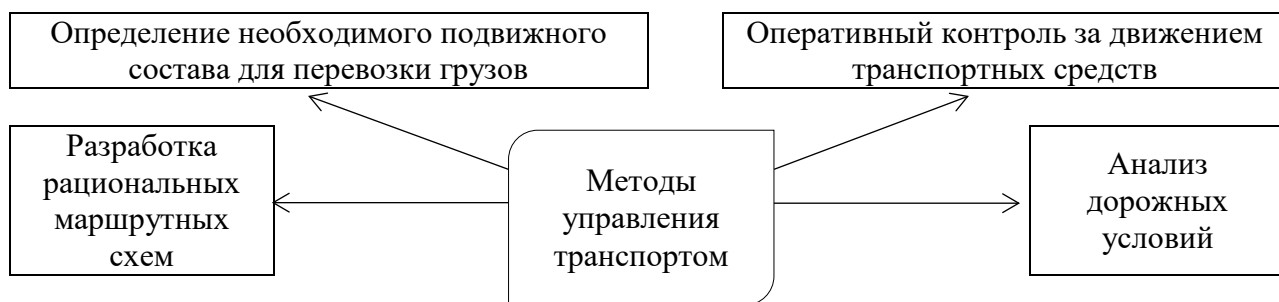 Определение необходимого подвижного
состава для перевозки грузов
Оперативный контроль за движением
транспортных средств
Разработка
рациональных
маршрутных
схем
Методы
управления
транспортом
Анализ
дорожных
условий